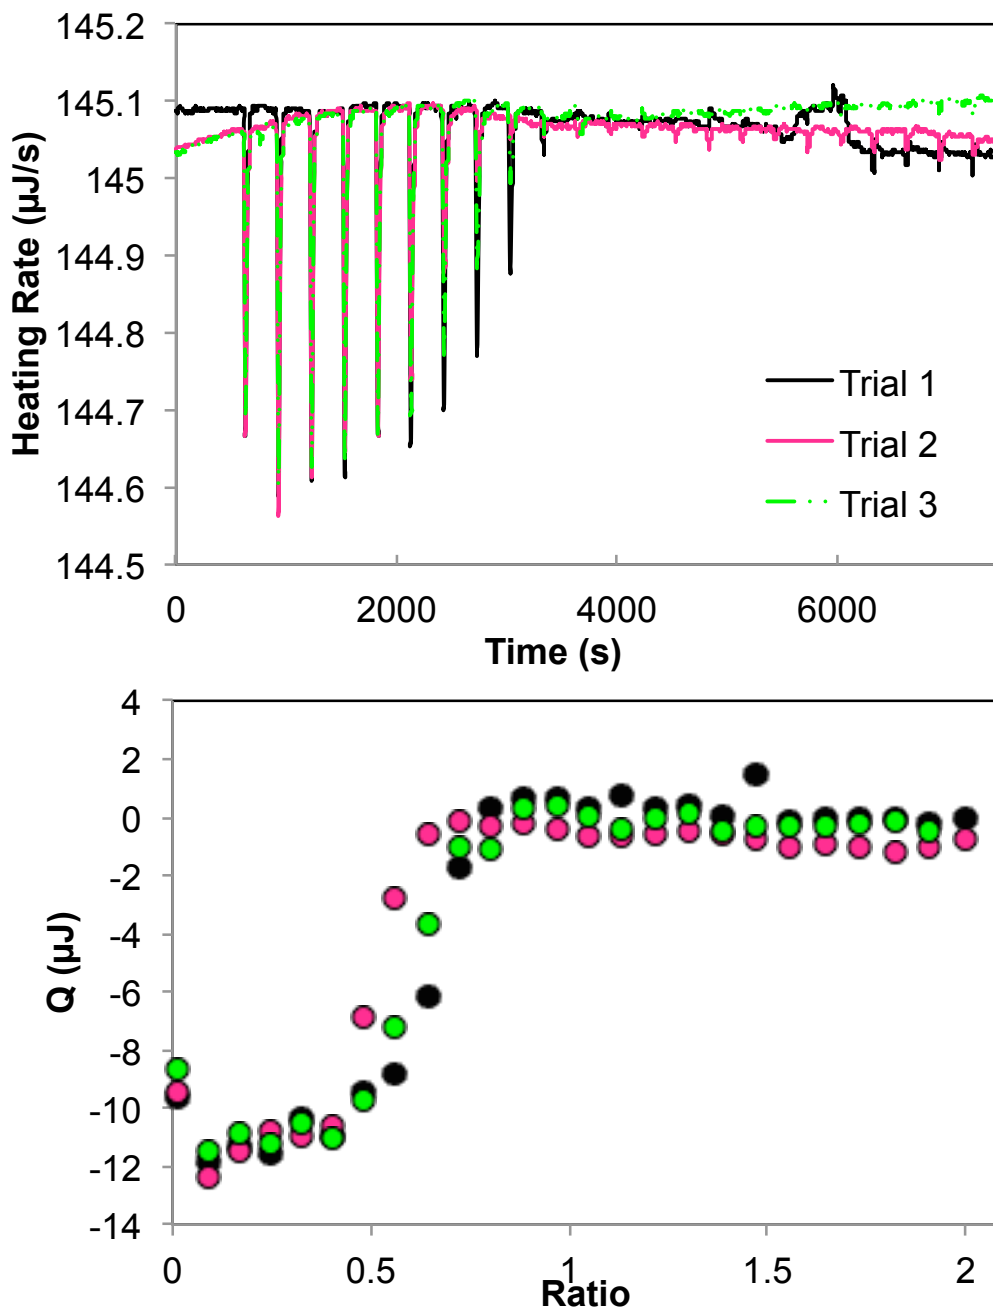 145.2
145.1
145
144.9
144.8
144.7
144.6
144.5
Heating Rate (µJ/s)
Trial 1
Trial 2
Trial 3
0 2000 4000 6000
Time (s)
4
2
0
-2
-4
-6
-8
-10
-12
-14
Q (µJ)
0 0.5 1 1.5 2
Ratio